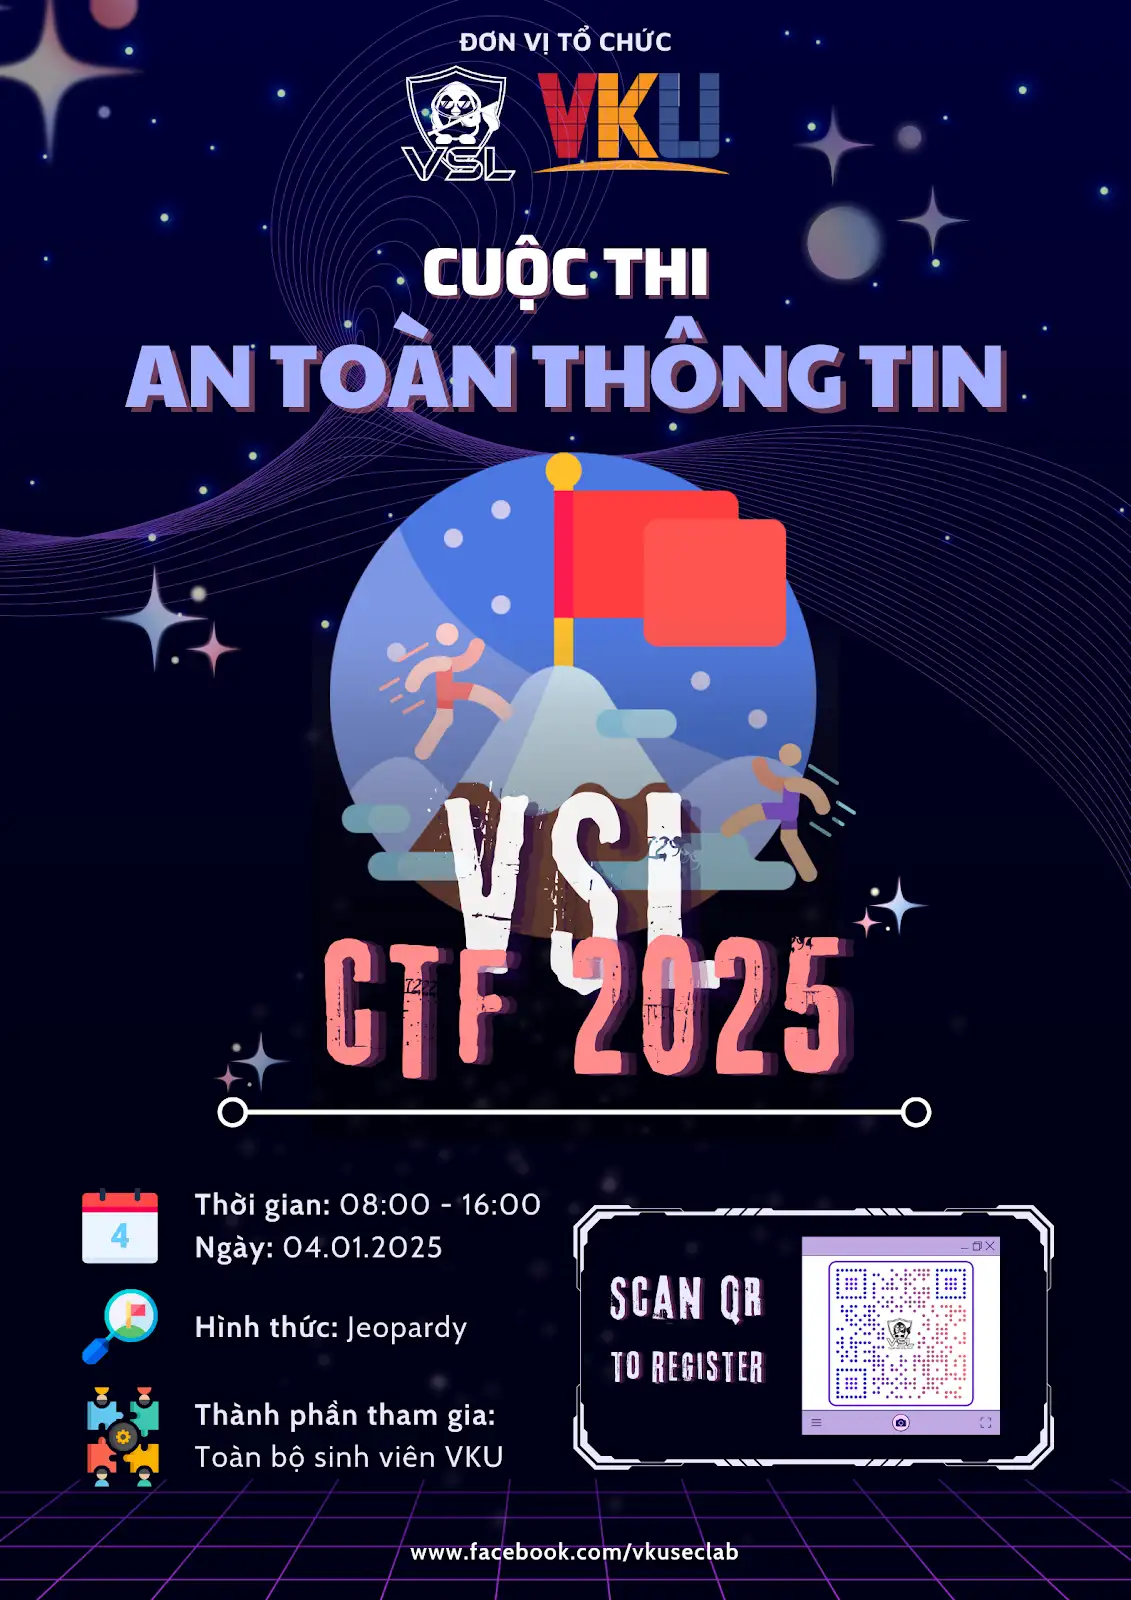 ĐƠN VỊ TỔ CHỨC
VSL
VKU
CUỘC THI
AN TOÀN THÔNG TIN
VSL
CTF 2025
4
Thời gian: 08:00 - 16:00
Ngày: 04.01.2025
Hình thức: Jeopardy
Thành phần tham gia:
Toàn bộ sinh viên VKU
SCAN QR
TO REGISTER
www.facebook.com/vkuseclab